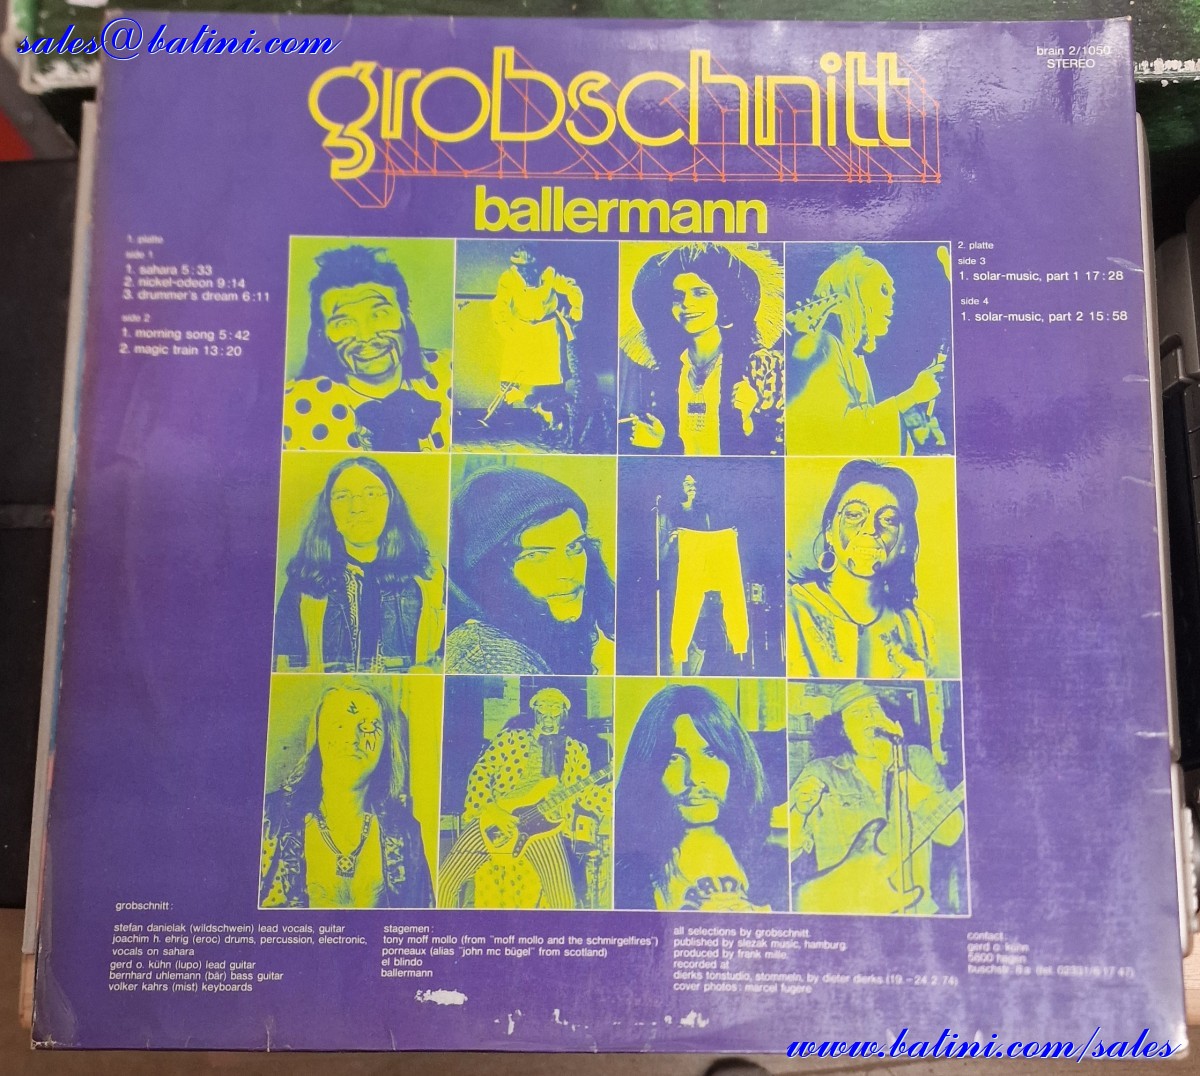 sales@batini.com
brain 2/1050
STEREO
grobschnitt
ballermann
1. platte
side 1
1. sahara 5:33
2. nickel-odeon 9:14
3. drummer's dream 6:11
side 2
1. morning song 5:42
2. magic train 13:20
2. platte
side 3
1. solar-music, part 1 17:28
side 4
1. solar-music, part 2 15:58
grobschnitt:
stefan danielak (wildschwein) lead vocals, guitar
joachim h. ehrig (eroc) drums, percussion, electronic,
vocals on sahara
gerd o. kühn (lupo) lead guitar
bernhard uhlemann (bär) bass guitar
volker kahrs (mist) keyboards
stagemen:
tony moff mollo (from "moff mollo and the schmirgelfires")
porneaux (alias "john mc bügel" from scotland)
el blindo
ballermann
all selections by grobschnitt.
published by slezak music, hamburg.
produced by frank mille.
recorded at
dierks tonstudio, stommeln, by dieter dierks (19.-24.2.74)
cover photos: marcel fugere
contact:
gerd o. kühn
5800 hagen
buschstr. 8a (tel. 02331/6 17 47)
www.batini.com/sales